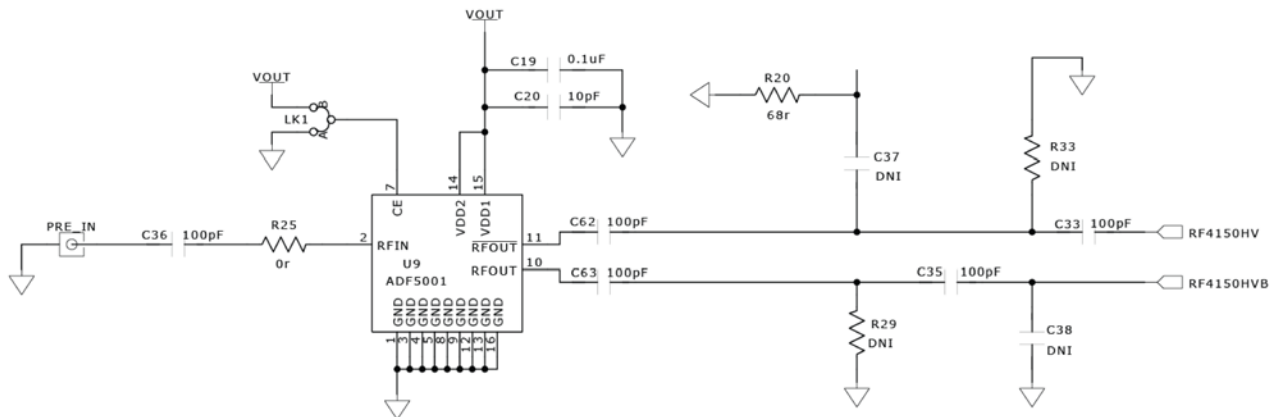 VOUT
C19 0.1uF
C20 10pF
VOUT
B
LK1
A
R20
68r
C37
DNI
R33
DNI
7
14
15
CE
VDD2
VDD1
PRE_IN
C36 100pF
R25
0r
2
RFIN
RFOUT
11
C62 100pF
C33 100pF
RF4150HV
U9
ADF5001
RFOUT
10
C63 100pF
C35 100pF
RF4150HVB
R29
DNI
C38
DNI
GND GND GND GND GND GND GND GND GND
1 3 4 5 8 9 12 13 16